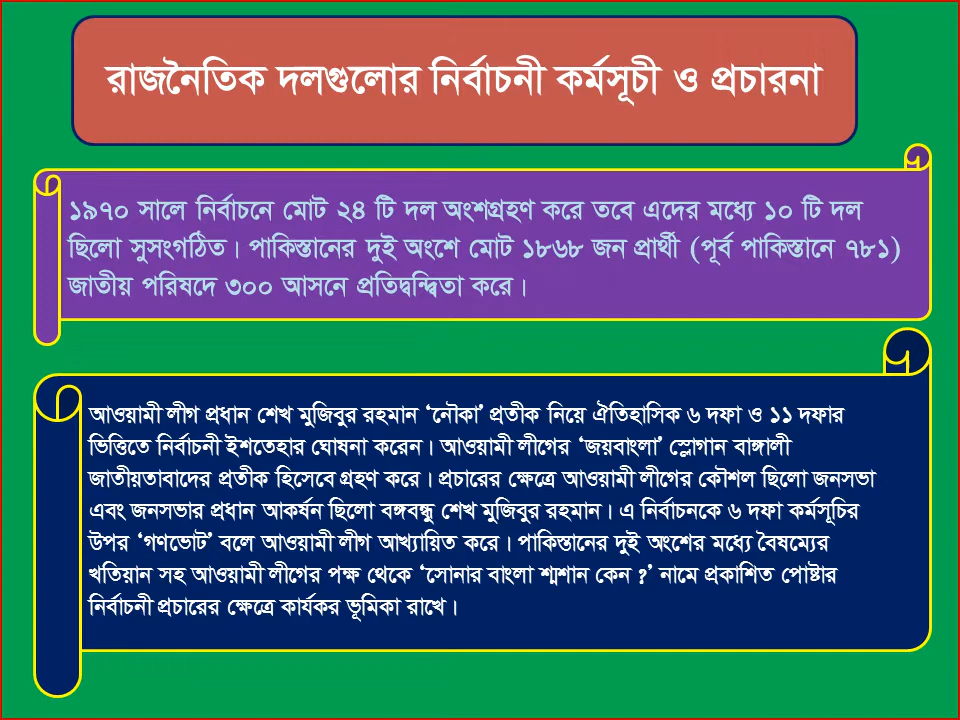 রাজনৈতিক দলগুলোর নির্বাচনী কর্মসূচী ও প্রচারনা
১৯৭০ সালে নির্বাচনে মোট ২৪ টি দল অংশগ্রহণ করে তবে এদের মধ্যে ১০ টি দল
ছিলো সুসংগঠিত। পাকিস্তানের দুই অংশে মোট ১৮৬৮ জন প্রার্থী (পূর্ব পাকিস্তানে ৭৮১)
জাতীয় পরিষদে ৩০০ আসনে প্রতিদ্বন্দ্বিতা করে।
আওয়ামী লীগ প্রধান শেখ মুজিবুর রহমান ‘নৌকা’ প্রতীক নিয়ে ঐতিহাসিক ৬ দফা ও ১১ দফার
ভিত্তিতে নির্বাচনী ইশতেহার ঘোষনা করেন। আওয়ামী লীগের ‘জয়বাংলা’ স্লোগান বাঙ্গালী
জাতীয়তাবাদের প্রতীক হিসেবে গ্রহণ করে। প্রচারের ক্ষেত্রে আওয়ামী লীগের কৌশল ছিলো জনসভা
এবং জনসভার প্রধান আকর্ষন ছিলো বঙ্গবন্ধু শেখ মুজিবুর রহমান। এ নির্বাচনকে ৬ দফা কর্মসূচির
উপর ‘গণভোট’ বলে আওয়ামী লীগ আখ্যায়িত করে। পাকিস্তানের দুই অংশের মধ্যে বৈষম্যের
খতিয়ান সহ আওয়ামী লীগের পক্ষ থেকে ‘সোনার বাংলা শ্মশান কেন ?’ নামে প্রকাশিত পোষ্টার
নির্বাচনী প্রচারের ক্ষেত্রে কার্যকর ভূমিকা রাখে।